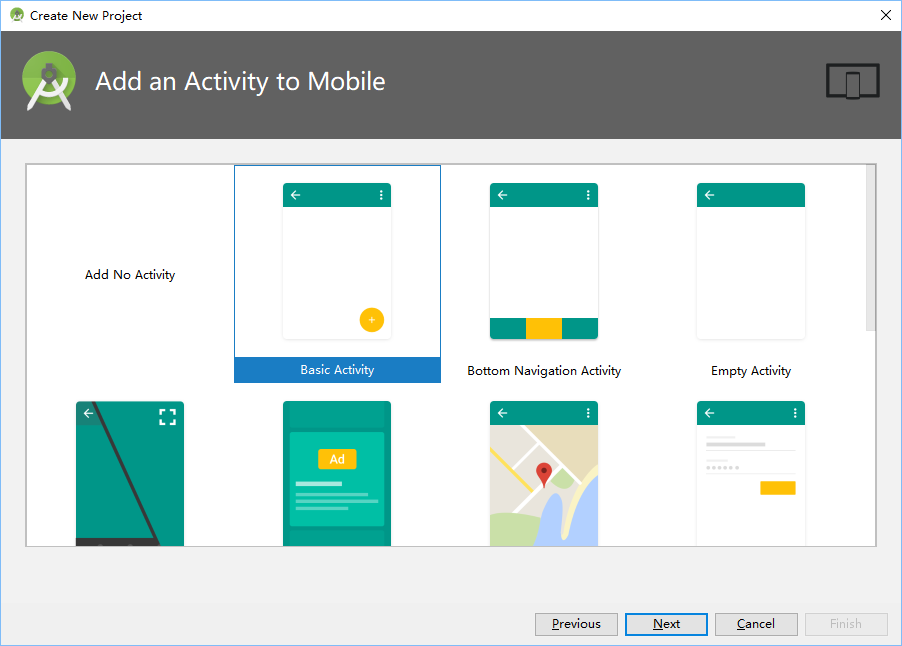 Create New Project
Add an Activity to Mobile
Add No Activity
Basic Activity
Bottom Navigation Activity
Empty Activity
Ad
Previous
Next
Cancel
Finish